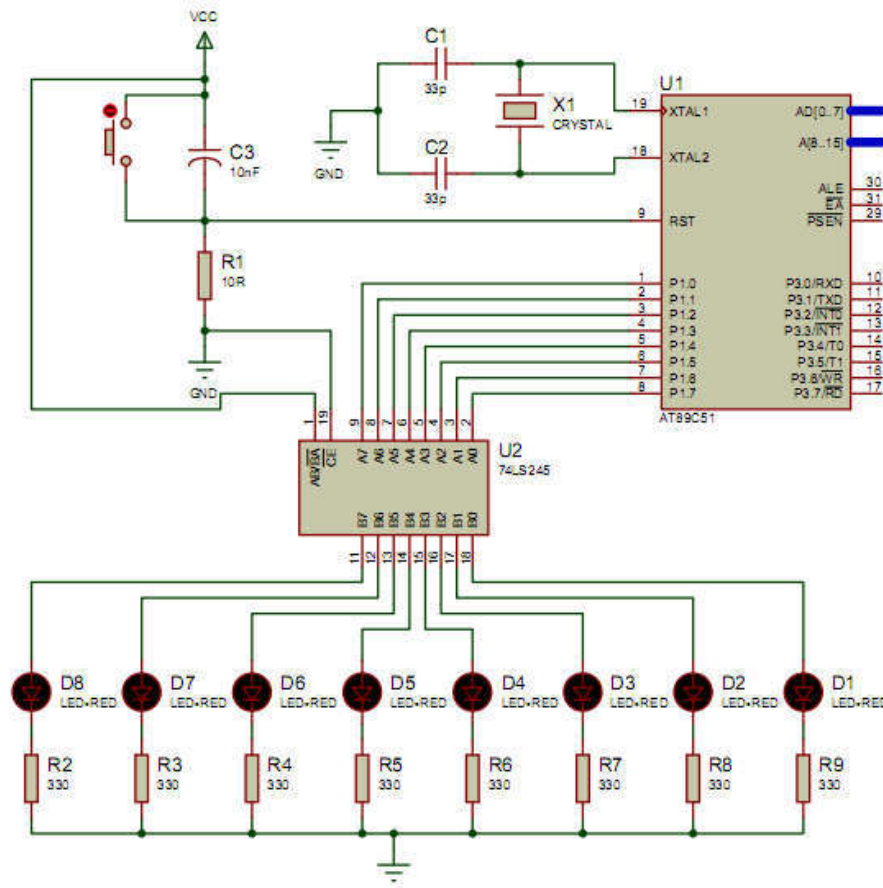 VCC
C1
33p
X1
CRYSTAL
C2
33p
GND
C3
10nF
R1
10R
GND
U1
19 XTAL1
18 XTAL2
9 RST
1 P1.0
2 P1.1
3 P1.2
4 P1.3
5 P1.4
6 P1.5
7 P1.6
8 P1.7
AD[0..7]
A[8..15]
ALE 30
EA 31
PSEN 29
P3.0/RXD 10
P3.1/TXD 11
P3.2/INT0 12
P3.3/INT1 13
P3.4/T0 14
P3.5/T1 15
P3.6/WR 16
P3.7/RD 17
AT89C51
1 19 9 8 7 6 5 4 3 2
AB/BA CE A7 A6 A5 A4 A3 A2 A1 A0
U2
74LS245
B7 B6 B5 B4 B3 B2 B1 B0
11 12 13 14 15 16 17 18
D8 D7 D6 D5 D4 D3 D2 D1
LED-RED LED-RED LED-RED LED-RED LED-RED LED-RED LED-RED LED-RED
R2 R3 R4 R5 R6 R7 R8 R9
330 330 330 330 330 330 330 330